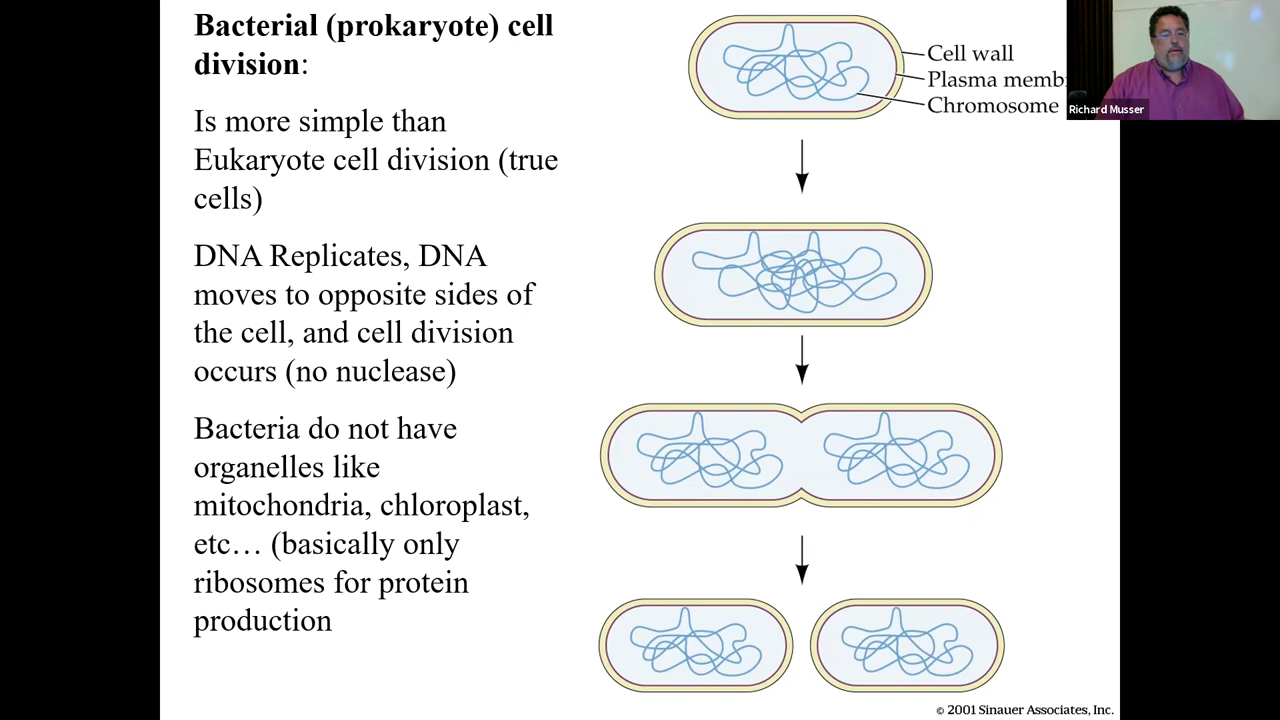 Bacterial (prokaryote) cell
division:
Is more simple than
Eukaryote cell division (true
cells)
DNA Replicates, DNA
moves to opposite sides of
the cell, and cell division
occurs (no nuclease)
Bacteria do not have
organelles like
mitochondria, chloroplast,
etc… (basically only
ribosomes for protein
production
Cell wall
Plasma memb
Chromosome
Richard Musser
© 2001 Sinauer Associates, Inc.